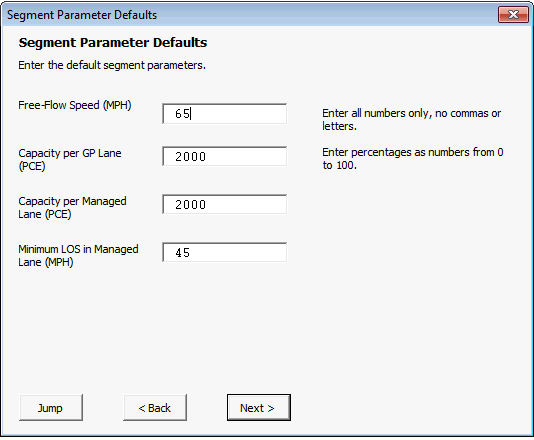 Segment Parameter Defaults
Segment Parameter Defaults
Enter the default segment parameters.
Free-Flow Speed (MPH)
65
Enter all numbers only, no commas or
letters.
Capacity per GP Lane
(PCE)
2000
Enter percentages as numbers from 0
to 100.
Capacity per Managed
Lane (PCE)
2000
Minimum LOS in Managed
Lane (MPH)
45
Jump
< Back
Next >